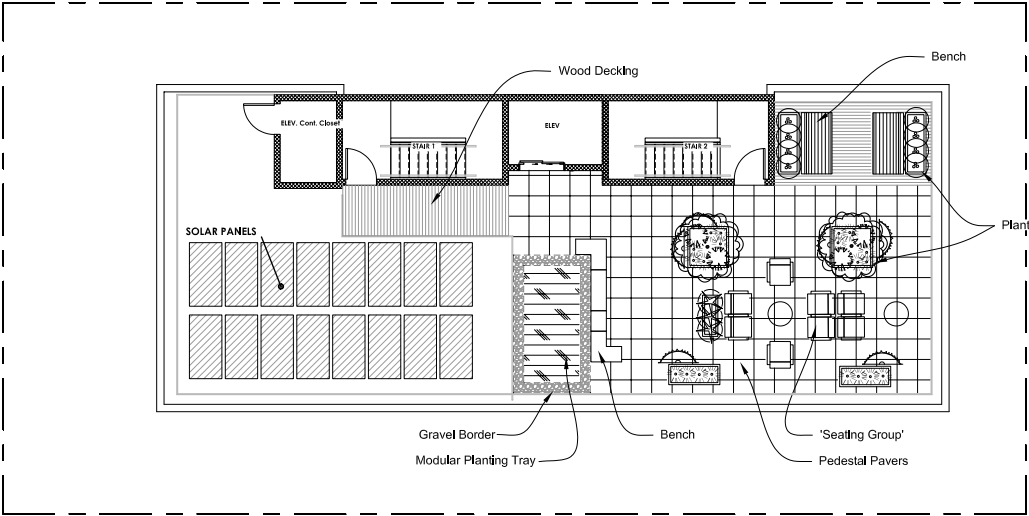 Bench
Wood Decking
ELEV. Cont. Closet
ELEV
STAIR 1
STAIR 2
Plant
SOLAR PANELS
Gravel Border
Bench
'Seating Group'
Modular Planting Tray
Pedestal Pavers